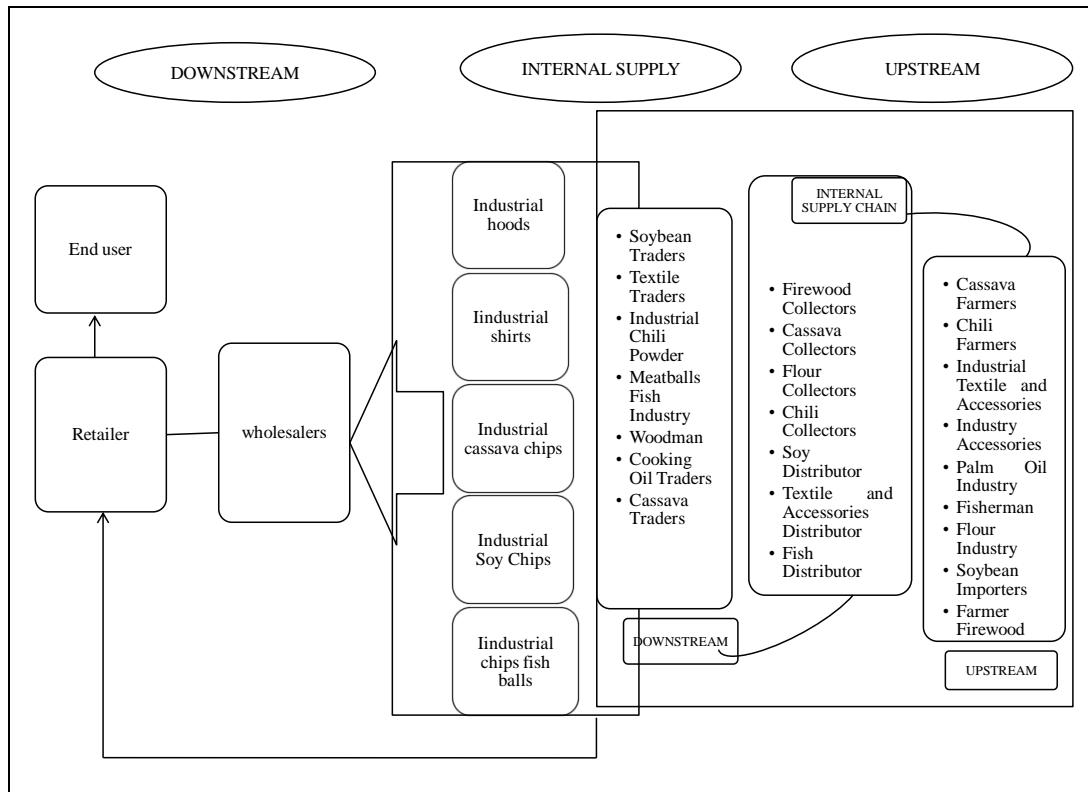 DOWNSTREAM
INTERNAL SUPPLY
UPSTREAM
End user
Retailer
wholesalers
Industrial
hoods
Iindustrial
shirts
Industrial
cassava chips
Industrial
Soy Chips
Iindustrial
chips fish
balls
• Soybean
Traders
• Textile
Traders
• Industrial
Chili
Powder
• Meatballs
Fish
Industry
• Woodman
• Cooking
Oil Traders
• Cassava
Traders
DOWNSTREAM
INTERNAL
SUPPLY CHAIN
• Firewood
Collectors
• Cassava
Collectors
• Flour
Collectors
• Chili
Collectors
• Soy
Distributor
• Textile and
Accessories
Distributor
• Fish
Distributor
• Cassava
Farmers
• Chili
Farmers
• Industrial
Textile and
Accessories
• Industry
Accessories
• Palm Oil
Industry
• Fisherman
• Flour
Industry
• Soybean
Importers
• Farmer
Firewood
UPSTREAM